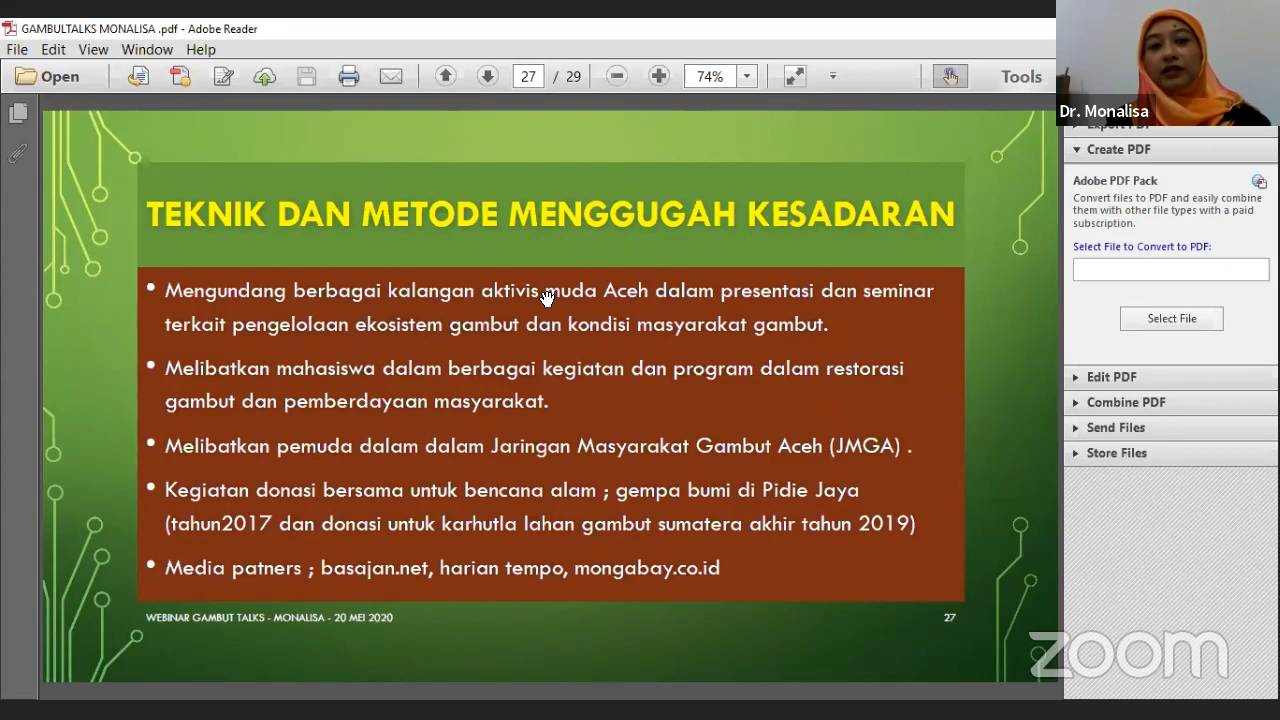 GAMBULTALKS MONALISA .pdf - Adobe Reader
File Edit View Window Help
Open 27 / 29 74% Tools
Dr. Monalisa
Create PDF
Adobe PDF Pack
Convert files to PDF and easily combine
them with other file types with a paid
subscription.
Select File to Convert to PDF:
Select File
Edit PDF
Combine PDF
Send Files
Store Files
TEKNIK DAN METODE MENGGUGAH KESADARAN
• Mengundang berbagai kalangan aktivis muda Aceh dalam presentasi dan seminar
terkait pengelolaan ekosistem gambut dan kondisi masyarakat gambut.
• Melibatkan mahasiswa dalam berbagai kegiatan dan program dalam restorasi
gambut dan pemberdayaan masyarakat.
• Melibatkan pemuda dalam dalam Jaringan Masyarakat Gambut Aceh (JMGA) .
• Kegiatan donasi bersama untuk bencana alam ; gempa bumi di Pidie Jaya
(tahun2017 dan donasi untuk karhutla lahan gambut sumatera akhir tahun 2019)
• Media patners ; basajan.net, harian tempo, mongabay.co.id
WEBINAR GAMBUT TALKS - MONALISA - 20 MEI 2020 27
zoom